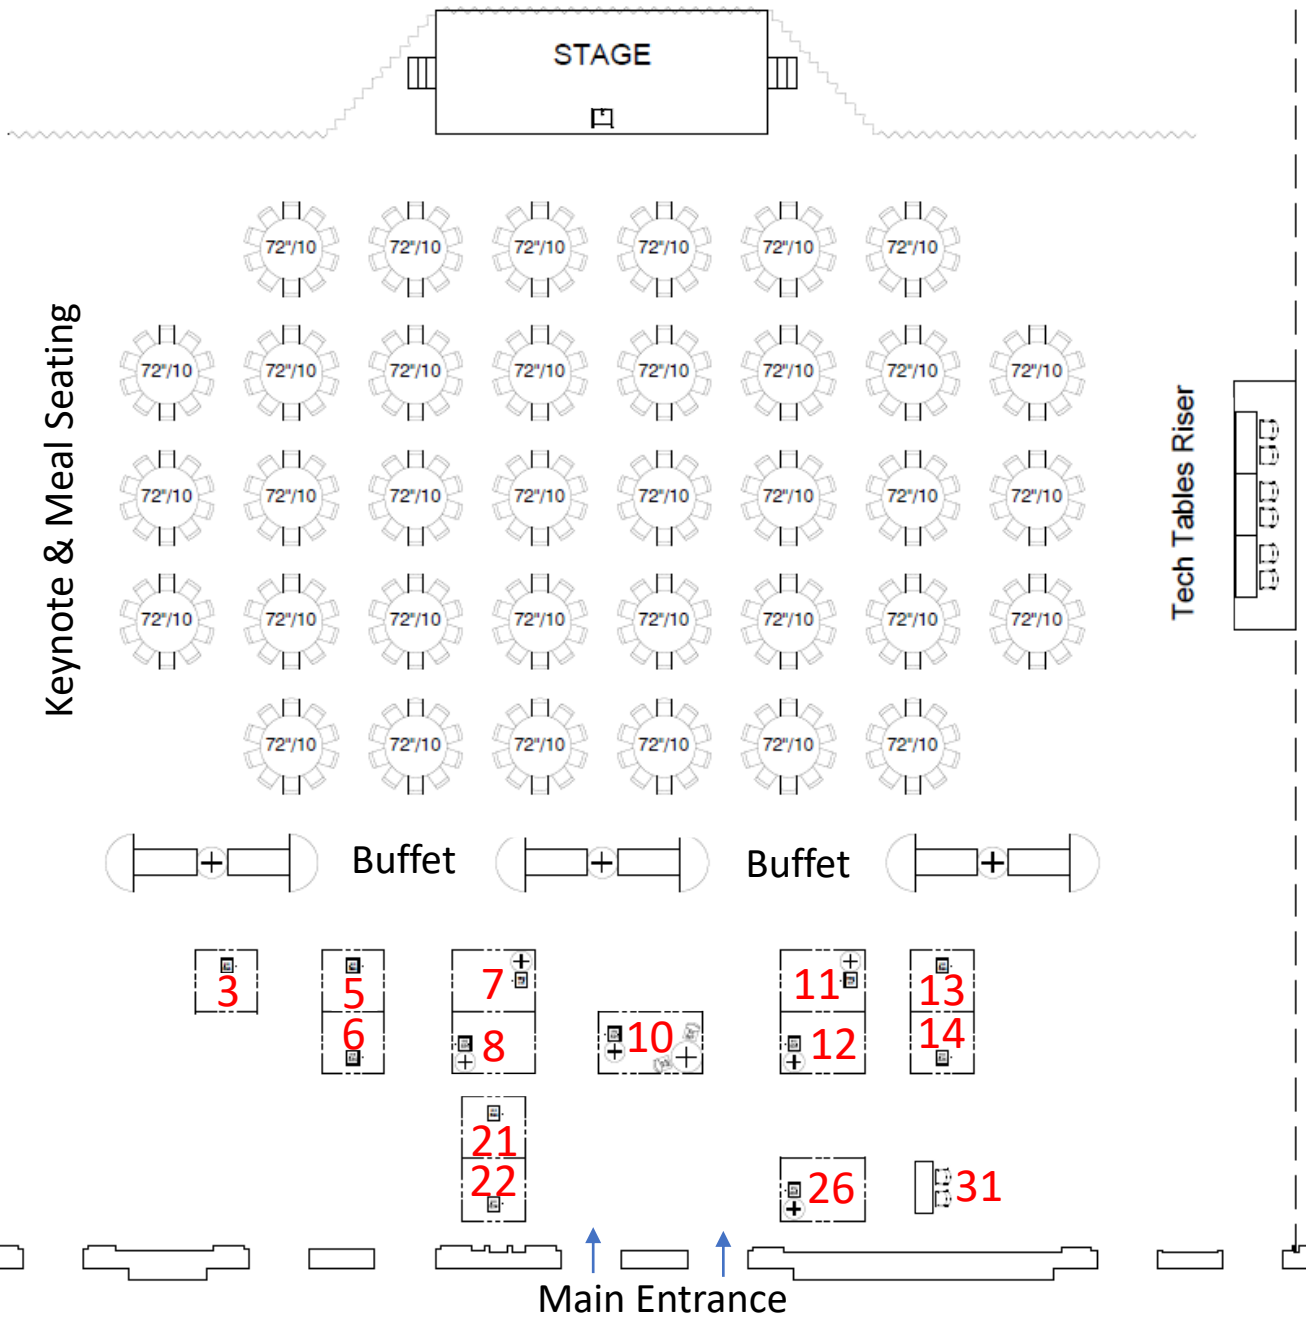 STAGE
72"/10 72"/10 72"/10 72"/10 72"/10 72"/10
72"/10 72"/10 72"/10 72"/10 72"/10 72"/10 72"/10 72"/10
72"/10 72"/10 72"/10 72"/10 72"/10 72"/10 72"/10 72"/10
72"/10 72"/10 72"/10 72"/10 72"/10 72"/10 72"/10 72"/10
72"/10 72"/10 72"/10 72"/10 72"/10 72"/10
Keynote & Meal Seating
Tech Tables Riser
Buffet Buffet
3 5 7 11 13
6 8 10 12 14
21
22 26 31
Main Entrance